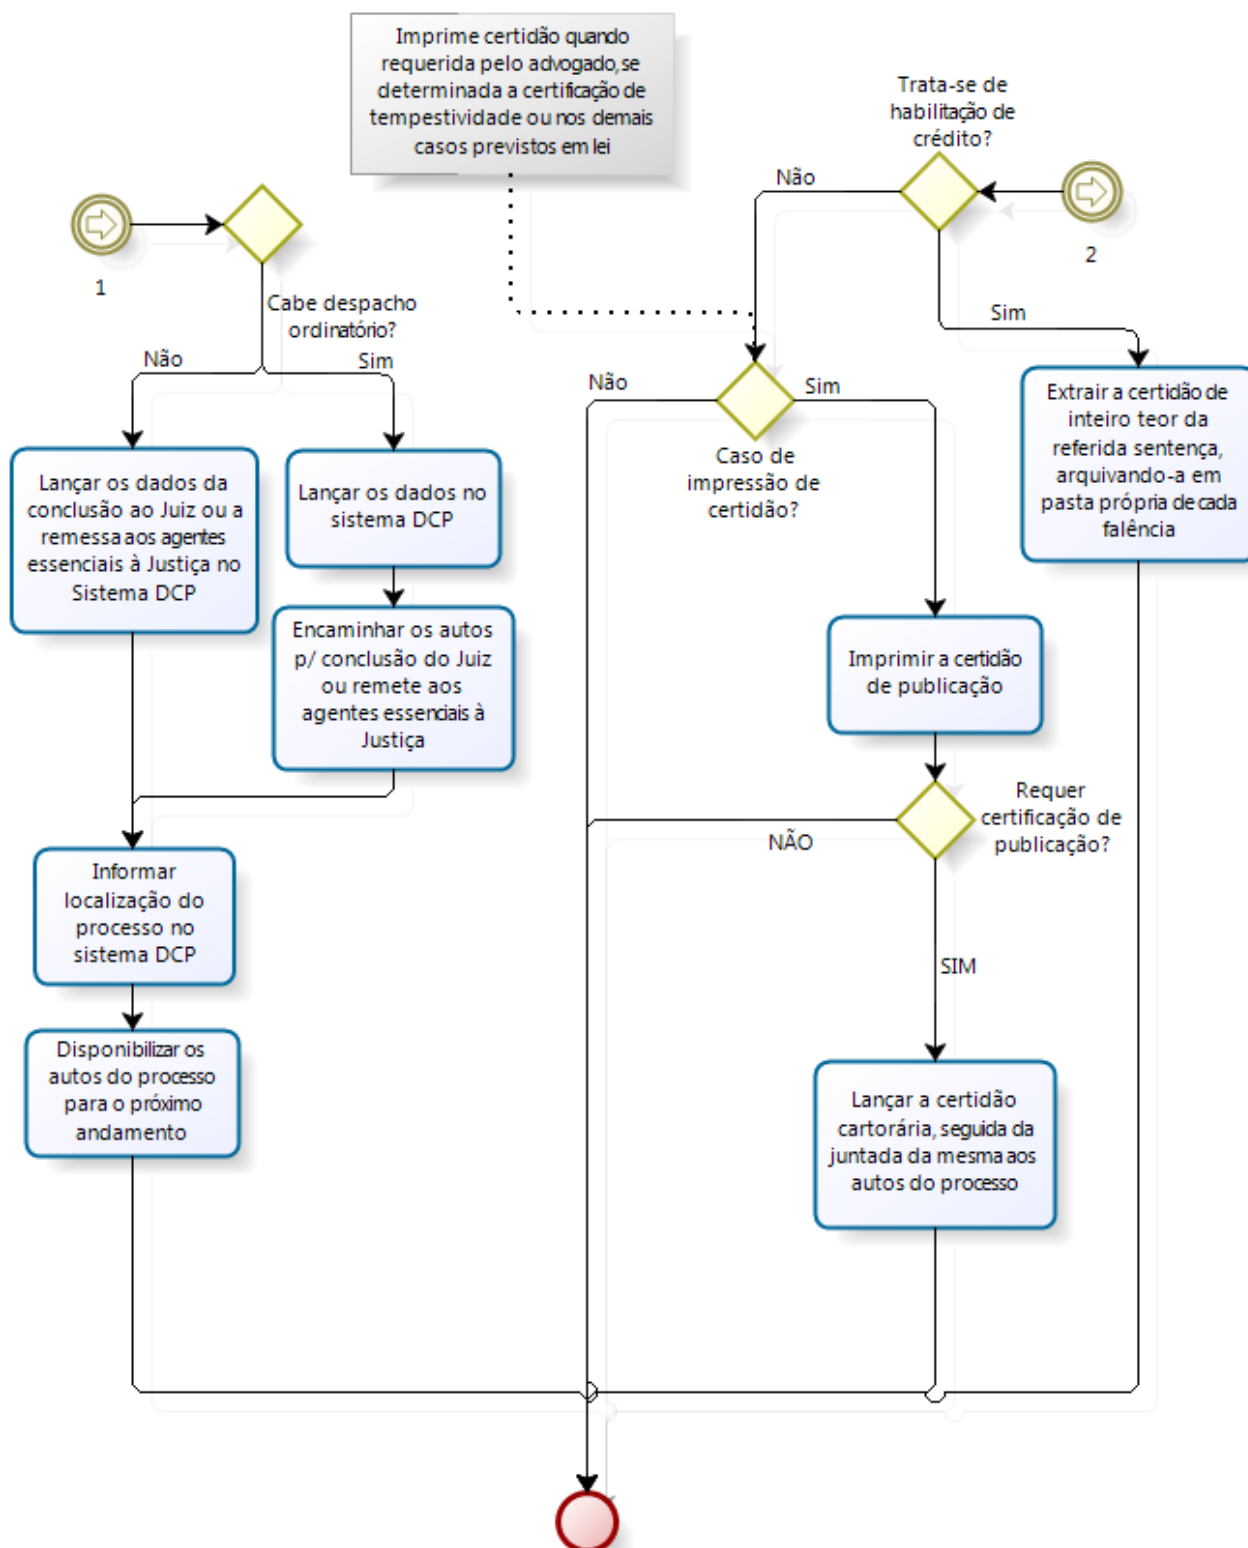 Imprime certidão quando
requerida pelo advogado, se
determinada a certificação de
tempestividade ou nos demais
casos previstos em lei
Trata-se de
habilitação de
crédito?
Não
2
Sim
1
Cabe despacho
ordinatório?
Não
Sim
Lançar os dados da
conclusão ao Juiz ou a
remessa aos agentes
essenciais à Justiça no
Sistema DCP
Lançar os dados no
sistema DCP
Encaminhar os autos
p/ conclusão do Juiz
ou remete aos
agentes essenciais à
Justiça
Informar
localização do
processo no
sistema DCP
Disponibilizar os
autos do processo
para o próximo
andamento
Não
Sim
Caso de
impressão de
certidão?
Extrair a certidão de
inteiro teor da
referida sentença,
arquivando-a em
pasta própria de cada
falência
Imprimir a certidão
de publicação
Requer
certificação de
publicação?
NÃO
SIM
Lançar a certidão
cartorária, seguida da
juntada da mesma aos
autos do processo